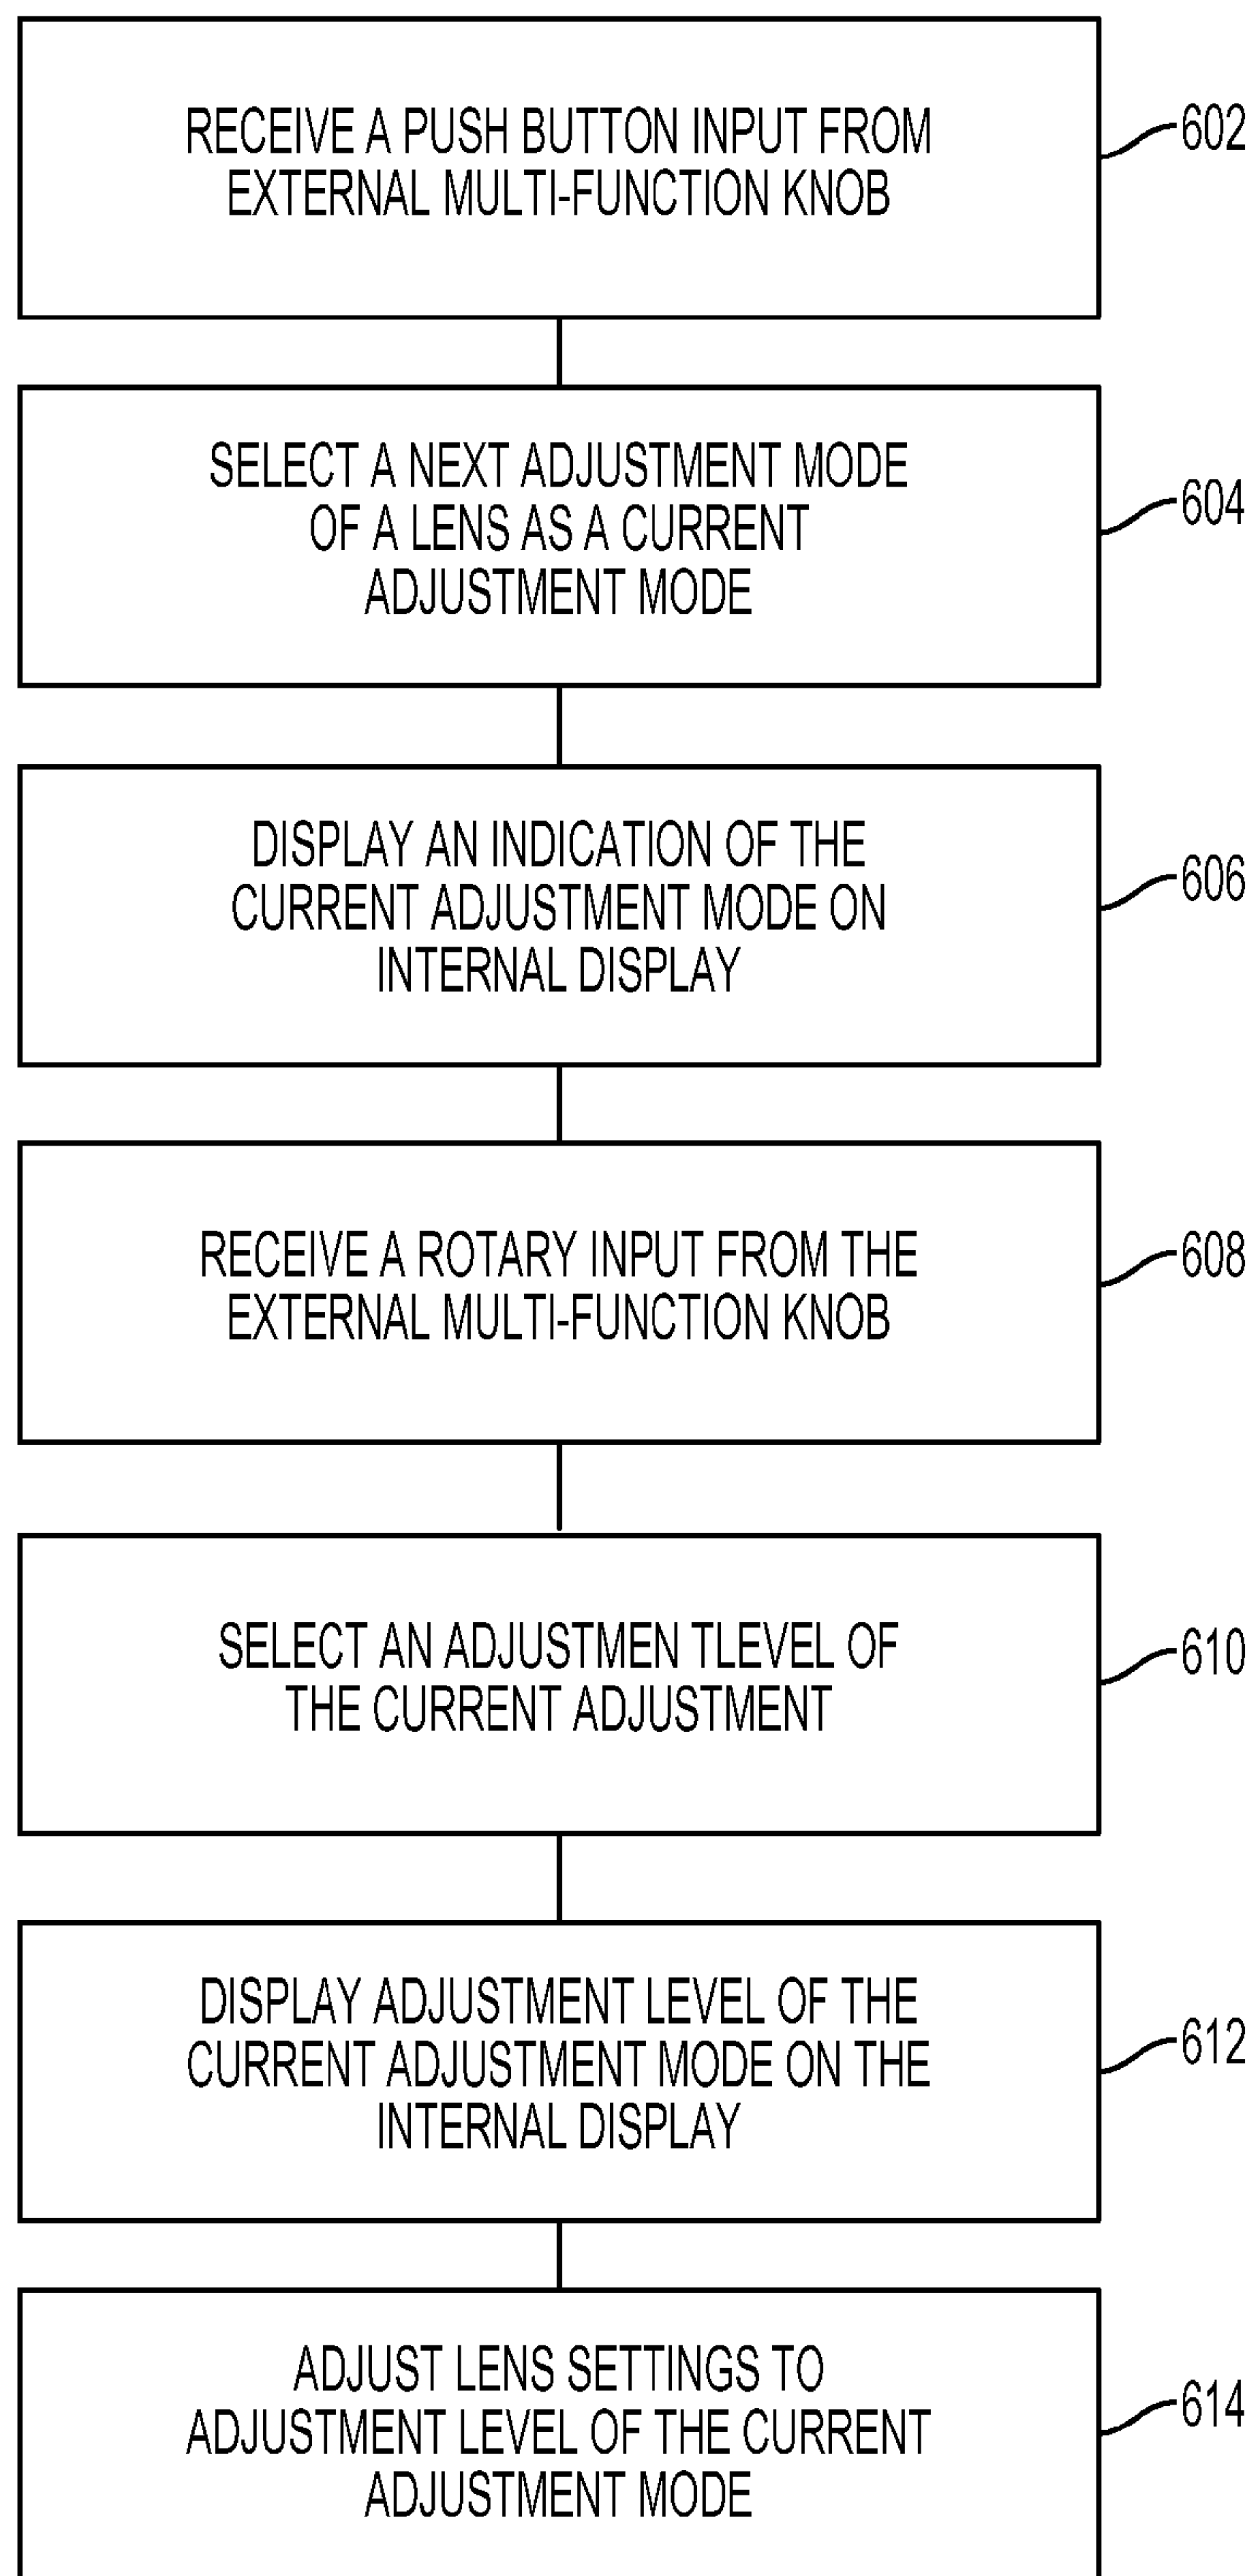 RECEIVE A PUSH BUTTON INPUT FROM
EXTERNAL MULTI-FUNCTION KNOB
602
SELECT A NEXT ADJUSTMENT MODE
OF A LENS AS A CURRENT
ADJUSTMENT MODE
604
DISPLAY AN INDICATION OF THE
CURRENT ADJUSTMENT MODE ON
INTERNAL DISPLAY
606
RECEIVE A ROTARY INPUT FROM THE
EXTERNAL MULTI-FUNCTION KNOB
608
SELECT AN ADJUSTMEN TLEVEL OF
THE CURRENT ADJUSTMENT
610
DISPLAY ADJUSTMENT LEVEL OF THE
CURRENT ADJUSTMENT MODE ON THE
INTERNAL DISPLAY
612
ADJUST LENS SETTINGS TO
ADJUSTMENT LEVEL OF THE CURRENT
ADJUSTMENT MODE
614